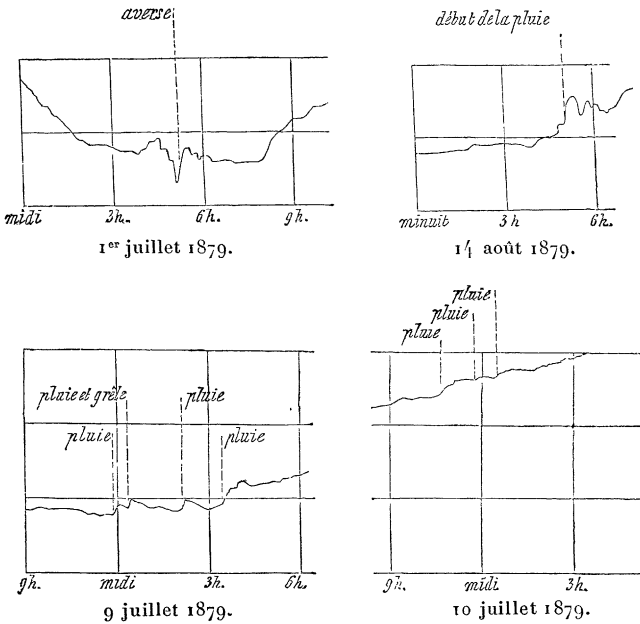 averse
midi 3h. 6h. 9h.
1er juillet 1879.
début de la pluie
minuit 3h 6h.
14 août 1879.
pluie et grêle pluie
pluie pluie
9h. midi 3h. 6h.
9 juillet 1879.
pluie
pluie
pluie
9h. midi 3h.
10 juillet 1879.